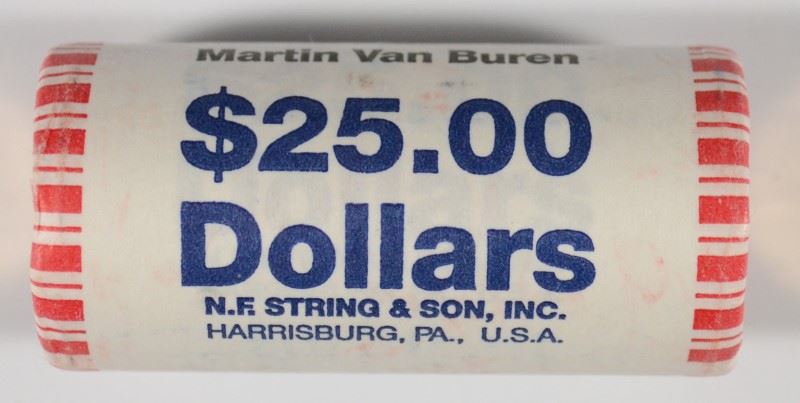 Martin Van Buren
$25.00
Dollars
N.F. STRING & SON, INC.
HARRISBURG, PA., U.S.A.